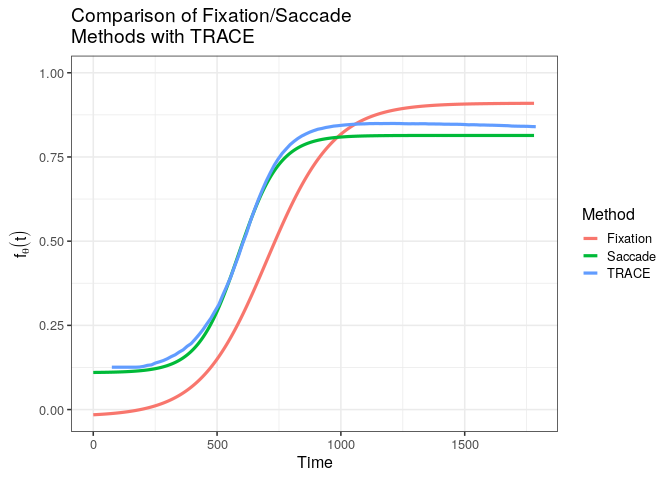 Comparison of Fixation/Saccade
Methods with TRACE
1.00
0.75
0.50
0.25
0.00
fθ(t)
0 500 1000 1500
Time
Method
Fixation
Saccade
TRACE